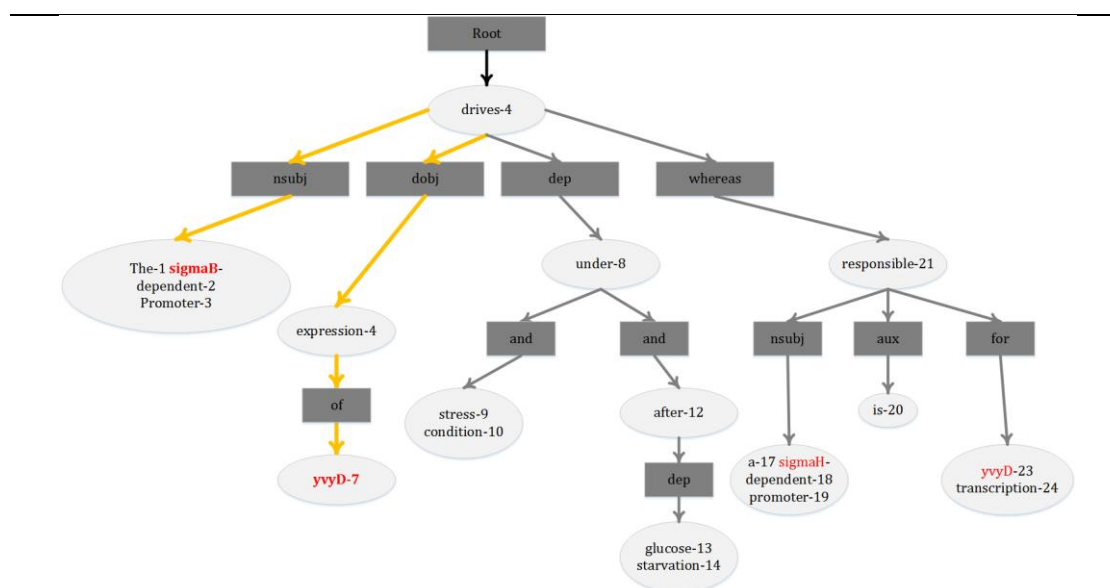 Root
drives-4
nsubj
dobj
dep
whereas
The-1 sigmaB-
dependent-2
Promoter-3
under-8
responsible-21
expression-4
and
and
nsubj
aux
for
of
stress-9
condition-10
after-12
is-20
yvyD-7
dep
a-17 sigmaH-
dependent-18
promoter-19
yvyD-23
transcription-24
glucose-13
starvation-14